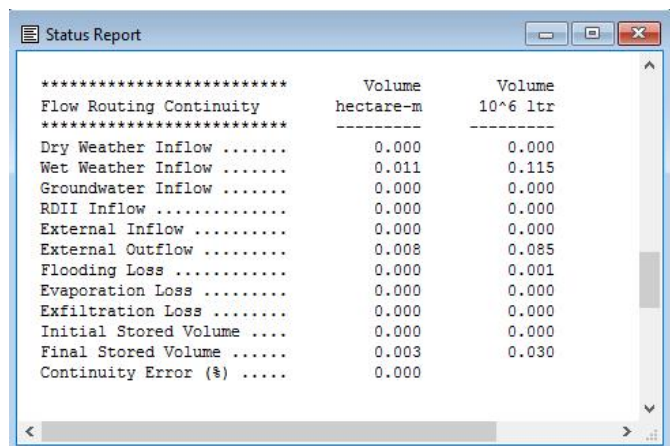 Status Report
************************** Volume Volume
Flow Routing Continuity hectare-m 10^6 ltr
************************** --------- ---------
Dry Weather Inflow ....... 0.000 0.000
Wet Weather Inflow ....... 0.011 0.115
Groundwater Inflow ....... 0.000 0.000
RDII Inflow .............. 0.000 0.000
External Inflow .......... 0.000 0.000
External Outflow ......... 0.008 0.085
Flooding Loss ............ 0.000 0.001
Evaporation Loss ......... 0.000 0.000
Exfiltration Loss ........ 0.000 0.000
Initial Stored Volume .... 0.000 0.000
Final Stored Volume ...... 0.003 0.030
Continuity Error (%) ..... 0.000